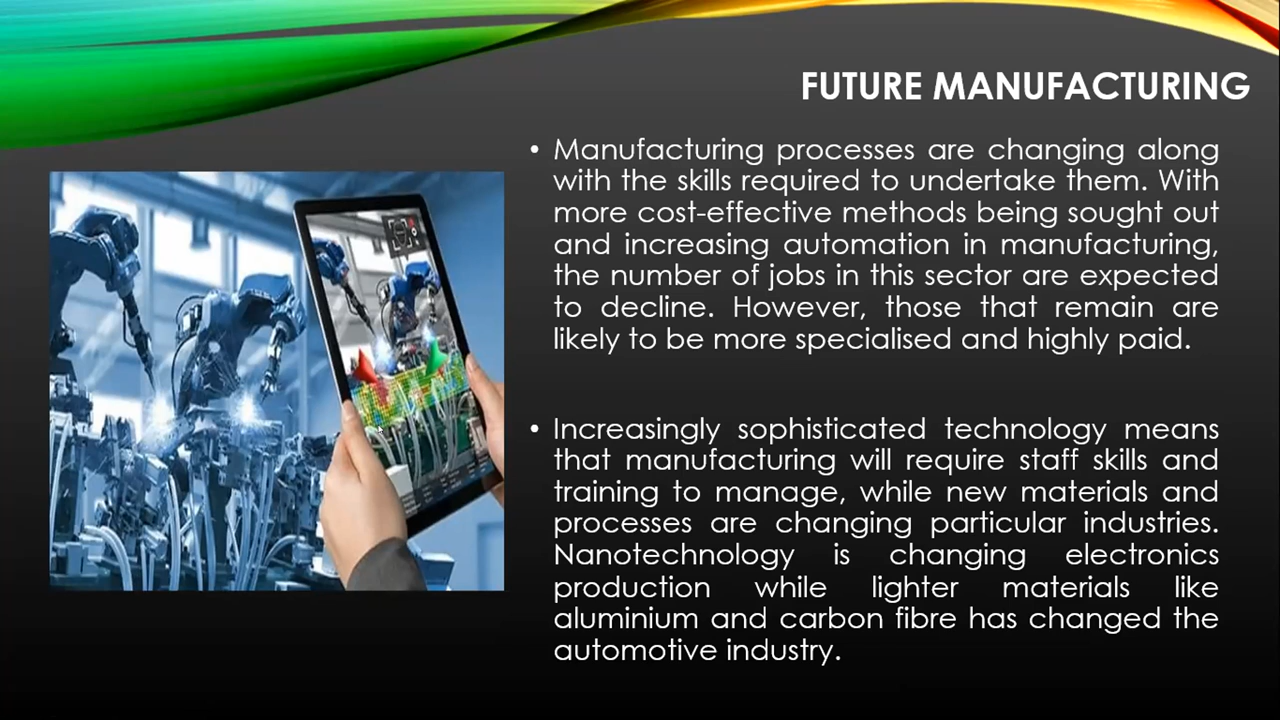 FUTURE MANUFACTURING
• Manufacturing processes are changing along
with the skills required to undertake them. With
more cost-effective methods being sought out
and increasing automation in manufacturing,
the number of jobs in this sector are expected
to decline. However, those that remain are
likely to be more specialised and highly paid.
• Increasingly sophisticated technology means
that manufacturing will require staff skills and
training to manage, while new materials and
processes are changing particular industries.
Nanotechnology is changing electronics
production while lighter materials like
aluminium and carbon fibre has changed the
automotive industry.